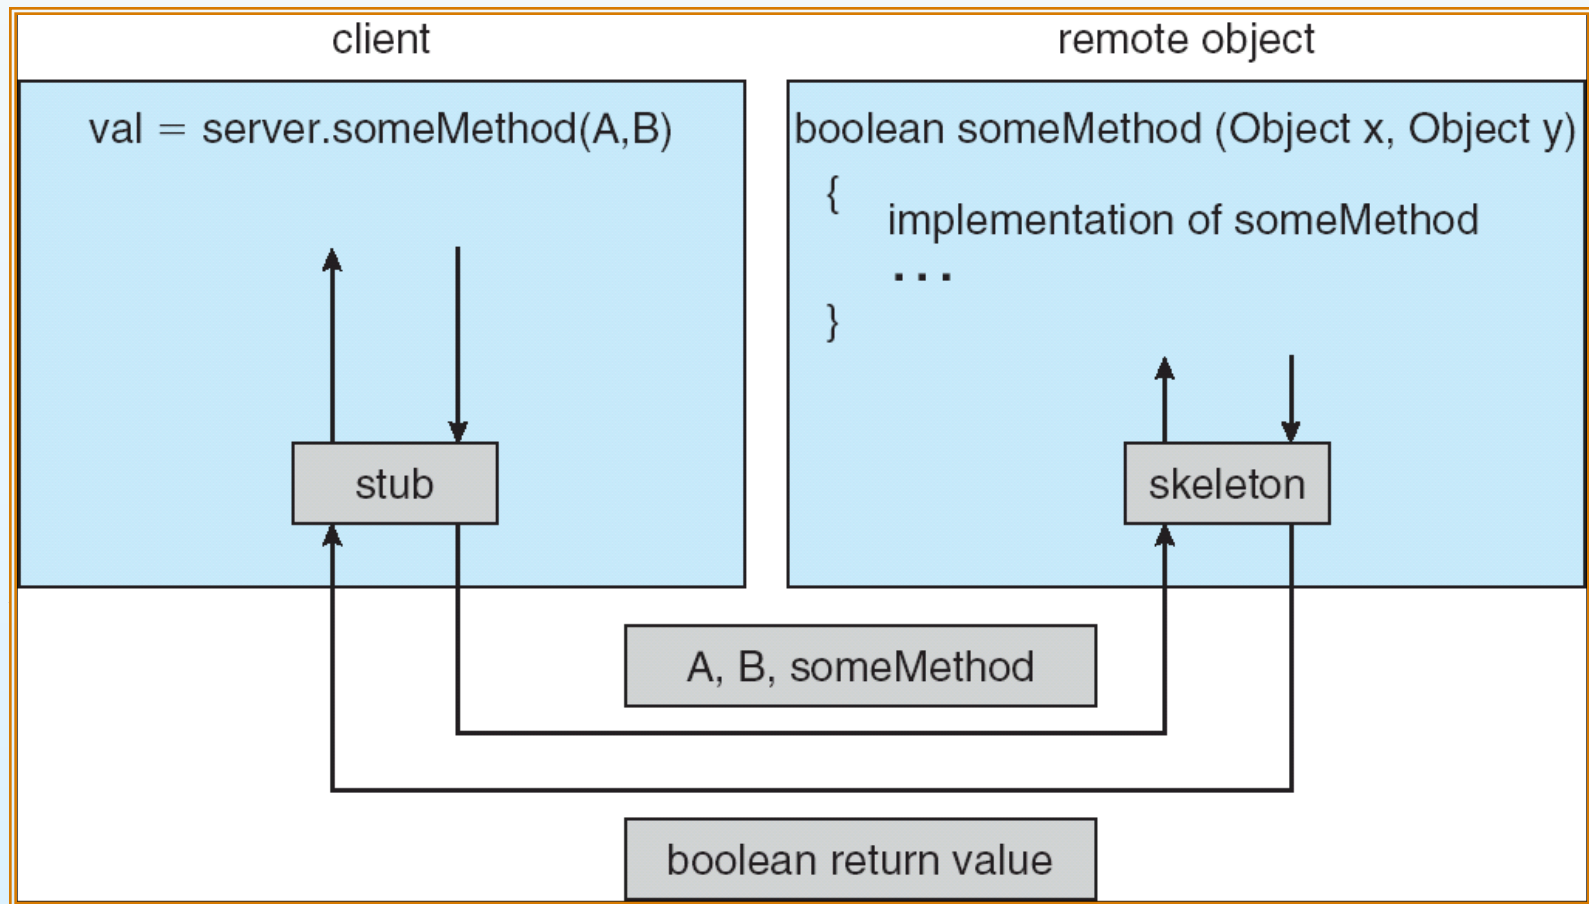 client
remote object
val = server.someMethod(A,B)
boolean someMethod (Object x, Object y)
{
implementation of someMethod
...
}
stub
skeleton
A, B, someMethod
boolean return value